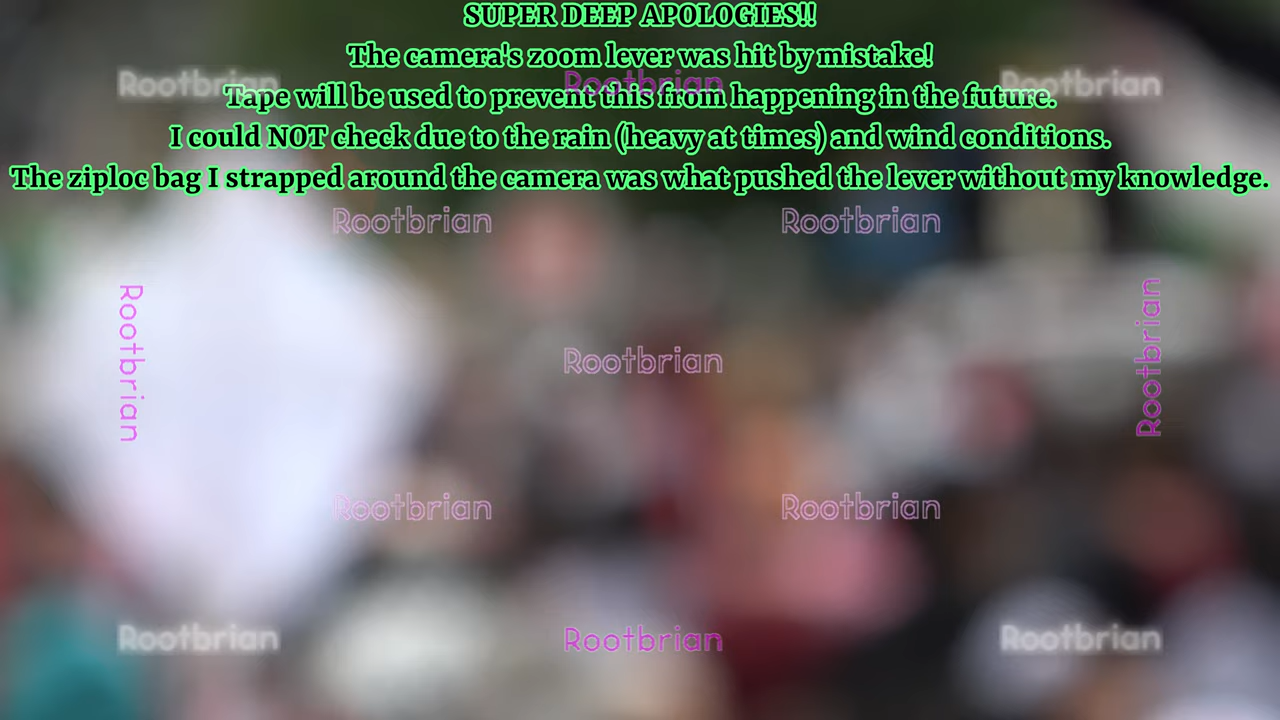 SUPER DEEP APOLOGIES!!
The camera's zoom lever was hit by mistake!
Rootbrian Rootbrian Rootbrian
Tape will be used to prevent this from happening in the future.
I could NOT check due to the rain (heavy at times) and wind conditions.
The ziploc bag I strapped around the camera was what pushed the lever without my knowledge.
Rootbrian Rootbrian
Rootbrian
Rootbrian
Rootbrian
Rootbrian Rootbrian
Rootbrian Rootbrian Rootbrian